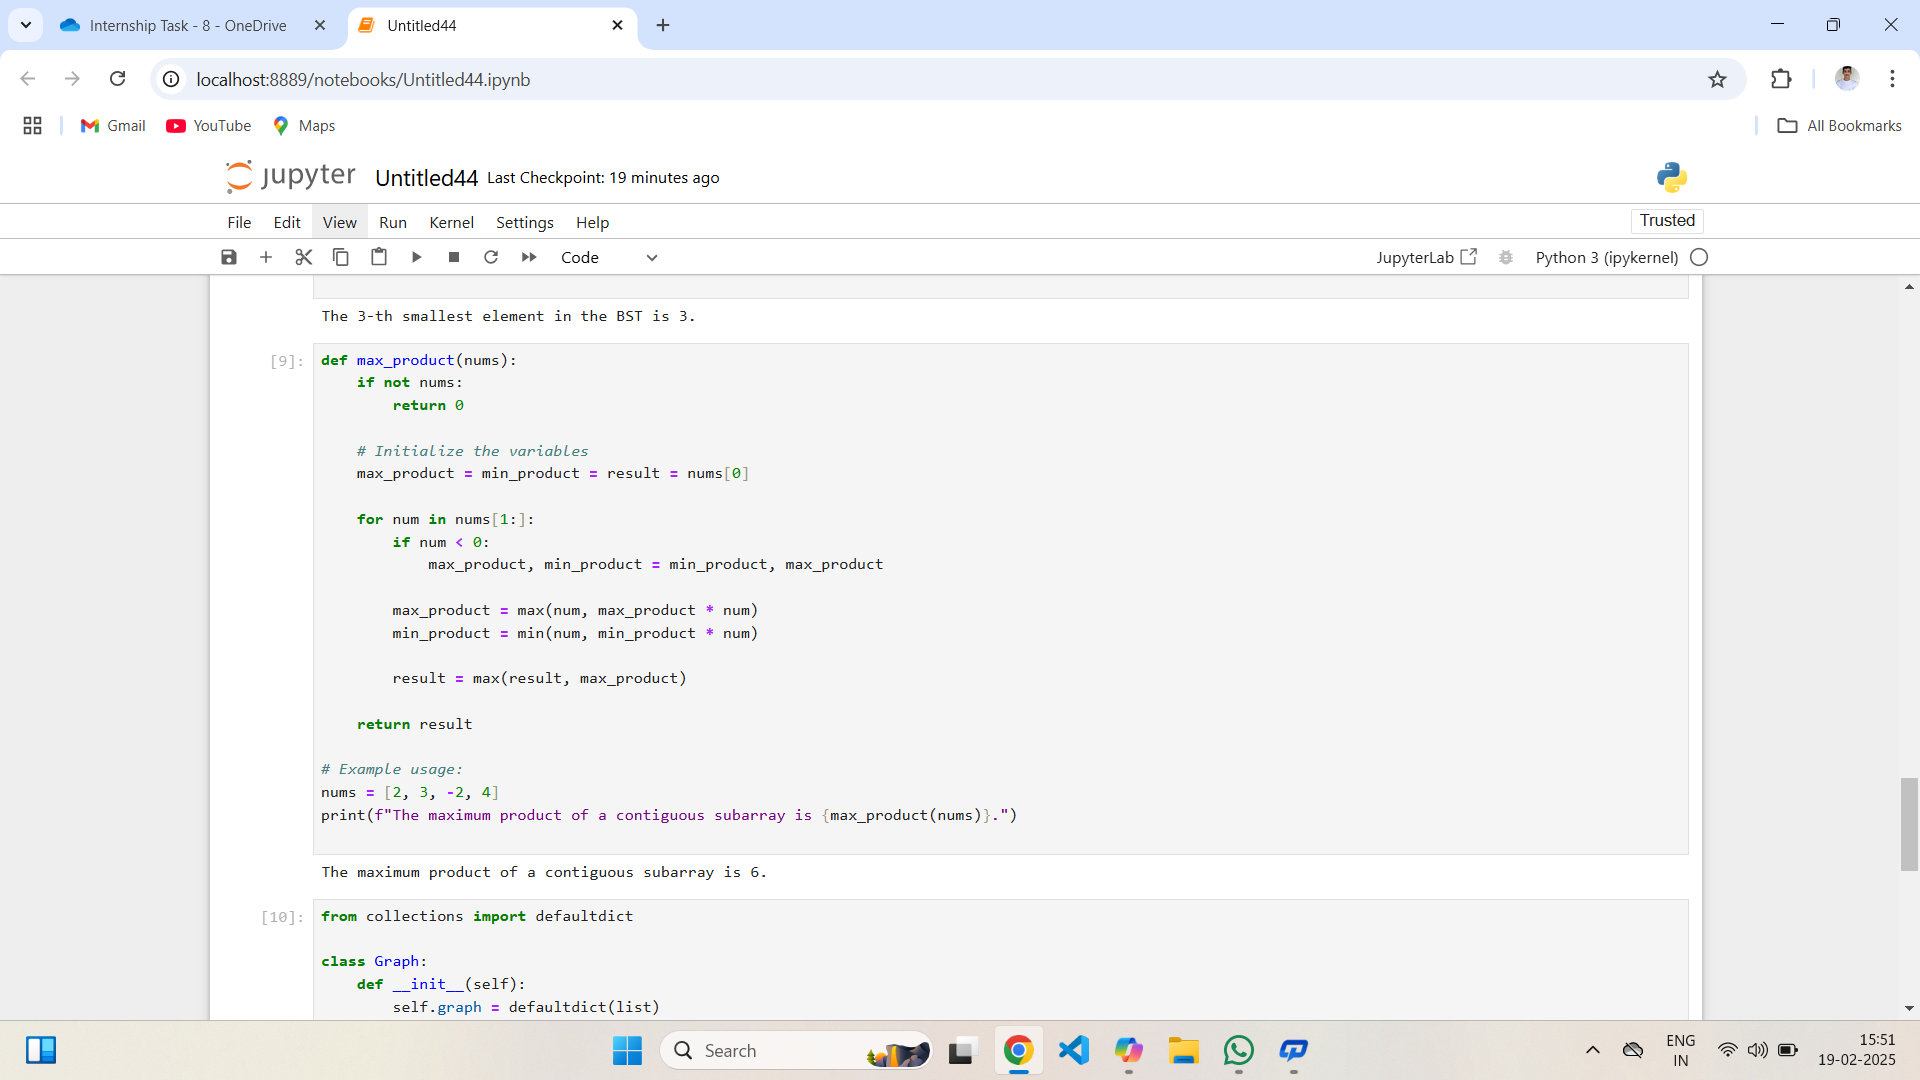 Internship Task - 8 - OneDrive
Untitled44
localhost:8889/notebooks/Untitled44.ipynb
Gmail
YouTube
Maps
All Bookmarks
jupyter
Untitled44
Last Checkpoint: 19 minutes ago
File
Edit
View
Run
Kernel
Settings
Help
Trusted
Code
JupyterLab
Python 3 (ipykernel)
The 3-th smallest element in the BST is 3.
[9]:
def max_product(nums):
    if not nums:
        return 0
    # Initialize the variables
    max_product = min_product = result = nums[0]
    for num in nums[1:]:
        if num < 0:
            max_product, min_product = min_product, max_product
        max_product = max(num, max_product * num)
        min_product = min(num, min_product * num)
        result = max(result, max_product)
    return result
# Example usage:
nums = [2, 3, -2, 4]
print(f"The maximum product of a contiguous subarray is {max_product(nums)}.")
The maximum product of a contiguous subarray is 6.
[10]:
from collections import defaultdict
class Graph:
    def __init__(self):
        self.graph = defaultdict(list)
Search
ENG
IN
15:51
19-02-2025